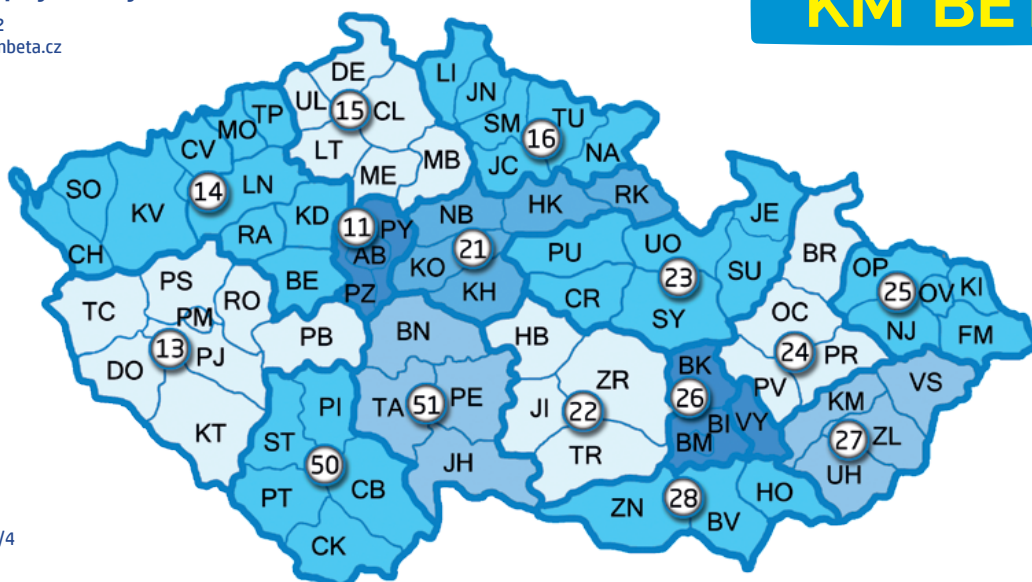 KM BE
2
nbeta.cz
DE
LI
UL
15
CL
JN
TP
MO
SM
16
TU
CV
LT
MB
JC
NA
ME
SO
14
LN
KV
KD
11
PY
NB
HK
RK
JE
RA
AB
21
CH
BE
KO
PU
UO
BR
PZ
KH
23
SU
OP
PS
TC
RO
CR
25
OV
KI
PM
SY
OC
NJ
FM
13
PJ
PB
BN
HB
24
PR
DO
BK
PV
VS
KT
PI
TA
51
PE
JI
22
ZR
26
BI
VY
KM
ST
BM
27
ZL
50
JH
TR
UH
PT
CB
ZN
28
HO
BV
CK
/4